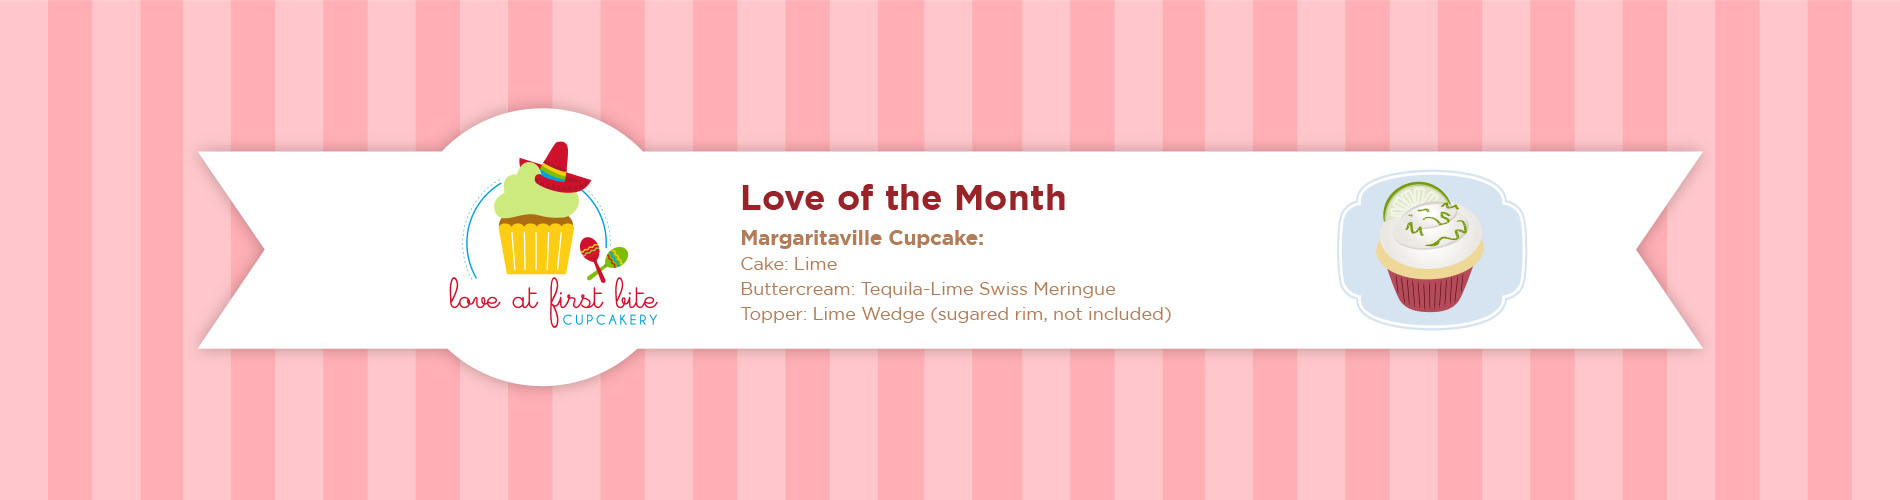 love at first bite
CUPCAKERY
Love of the Month
Margaritaville Cupcake:
Cake: Lime
Buttercream: Tequila-Lime Swiss Meringue
Topper: Lime Wedge (sugared rim, not included)